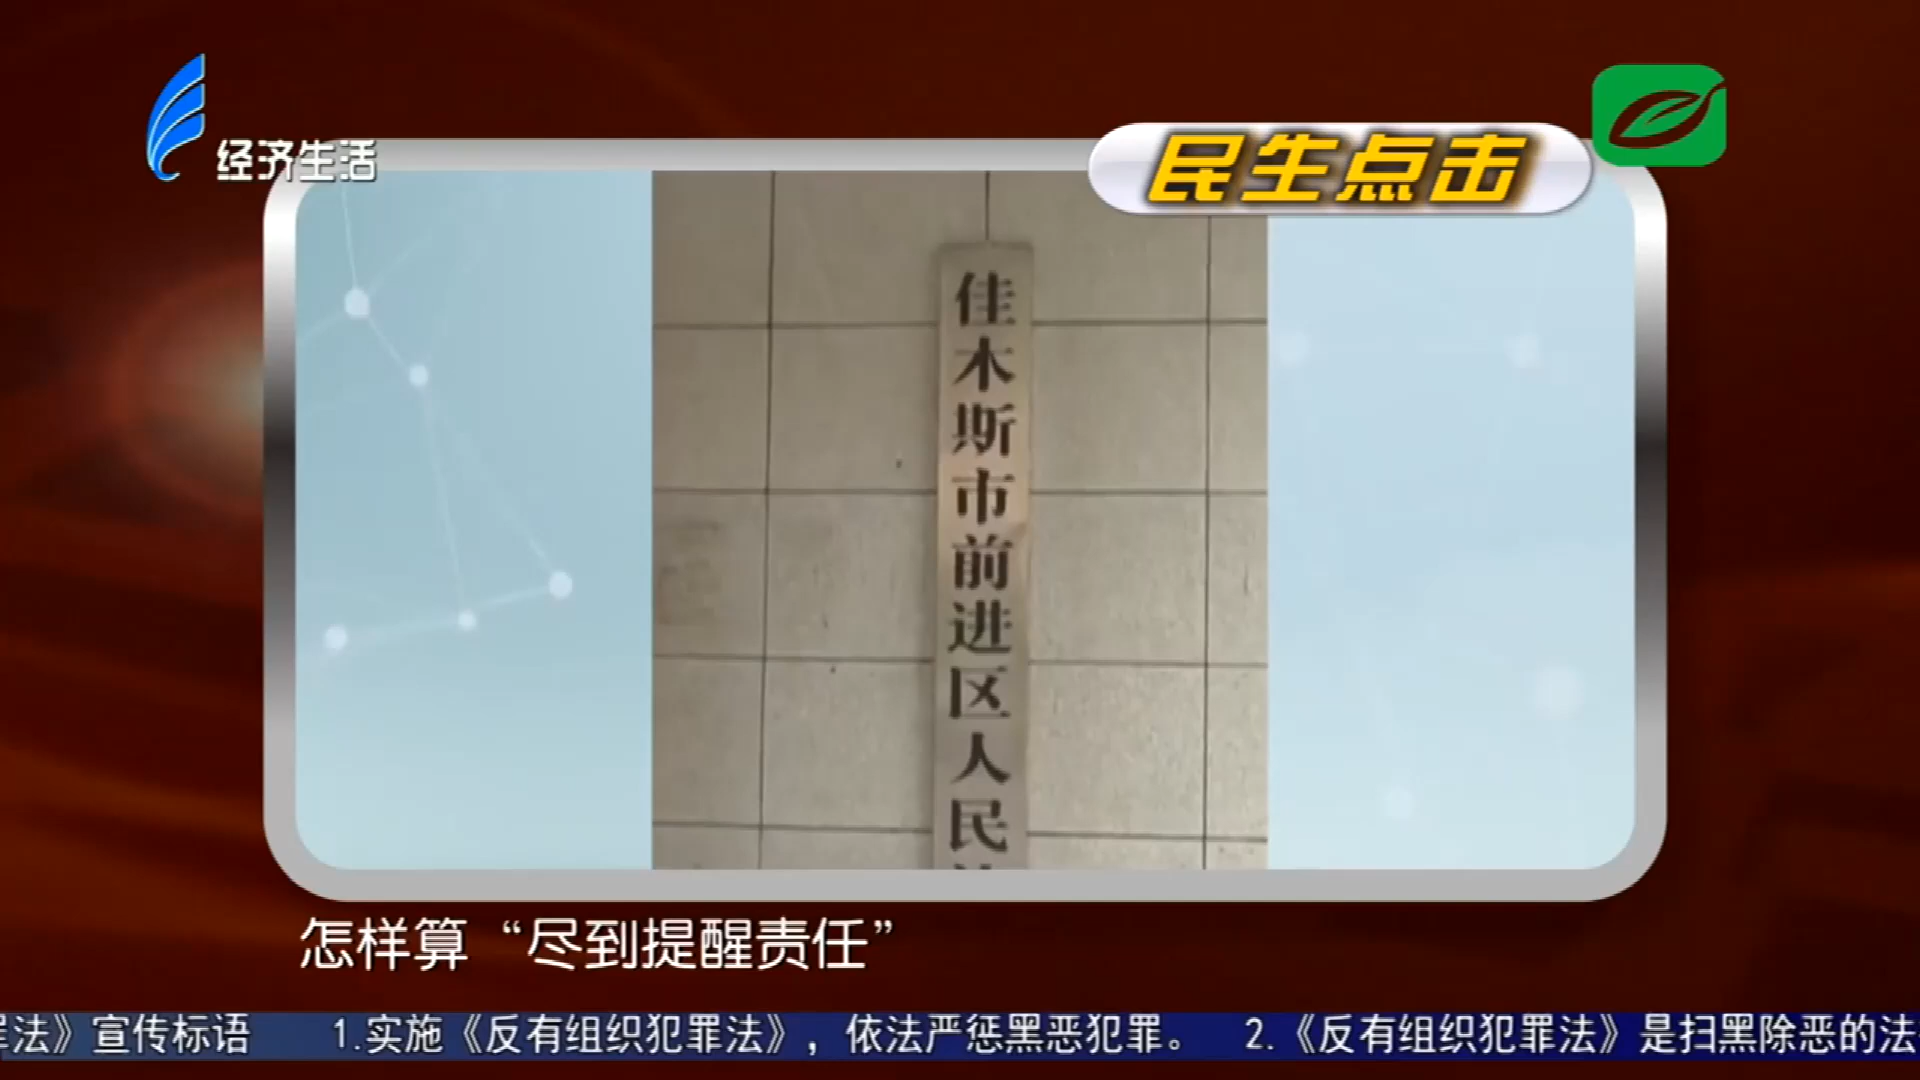 经济生活
民生点击
佳木斯市前进区人民
怎样算“尽到提醒责任”
罪法》宣传标语 1.实施《反有组织犯罪法》，依法严惩黑恶犯罪。 2.《反有组织犯罪法》是扫黑除恶的法